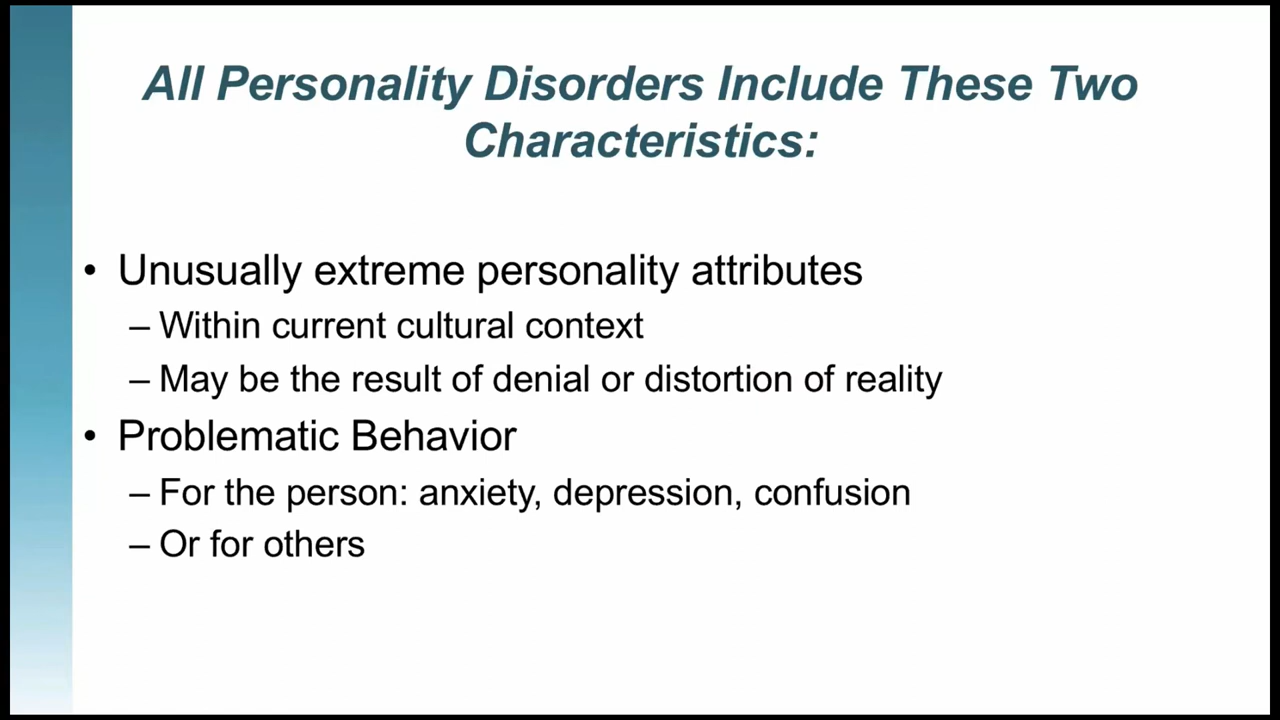 All Personality Disorders Include These Two
Characteristics:
• Unusually extreme personality attributes
– Within current cultural context
– May be the result of denial or distortion of reality
• Problematic Behavior
– For the person: anxiety, depression, confusion
– Or for others